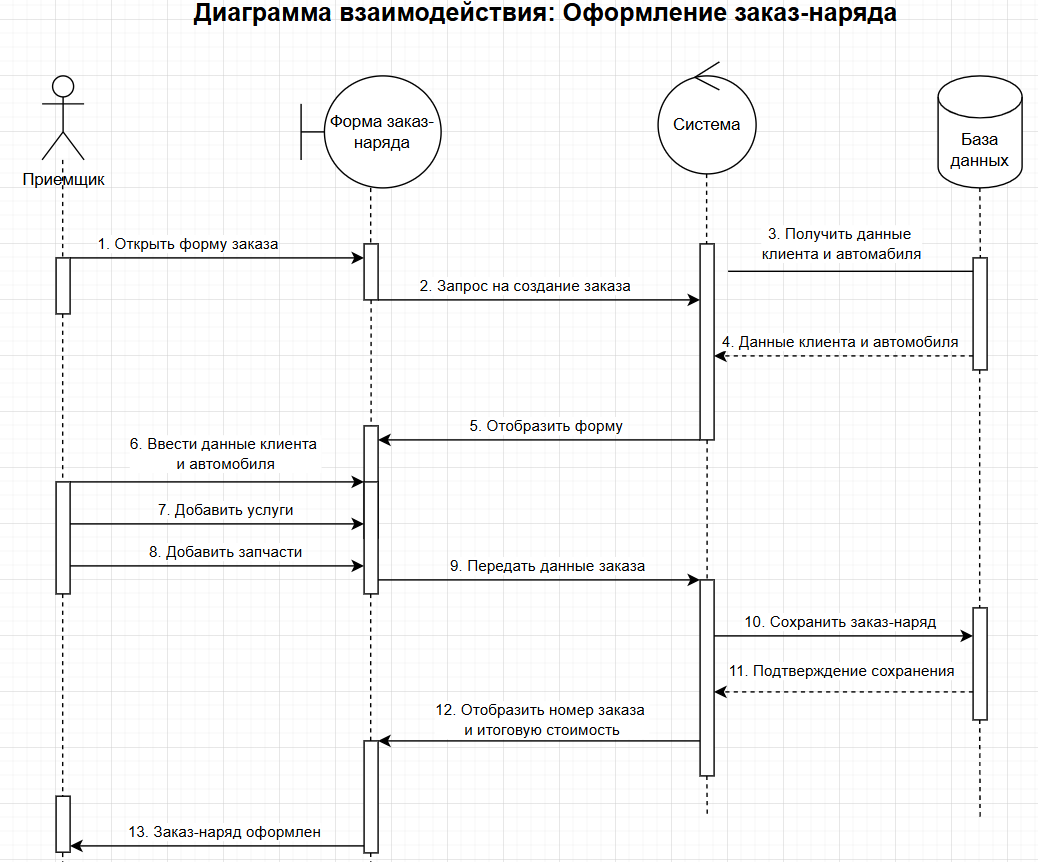 Диаграмма взаимодействия: Оформление заказ-наряда
Форма заказ-
наряда
Система
База
данных
Приемщик
1. Открыть форму заказа
3. Получить данные
клиента и автомабиля
2. Запрос на создание заказа
4. Данные клиента и автомобиля
5. Отобразить форму
6. Ввести данные клиента
и автомобиля
7. Добавить услуги
8. Добавить запчасти
9. Передать данные заказа
10. Сохранить заказ-наряд
11. Подтверждение сохранения
12. Отобразить номер заказа
и итоговую стоимость
13. Заказ-наряд оформлен